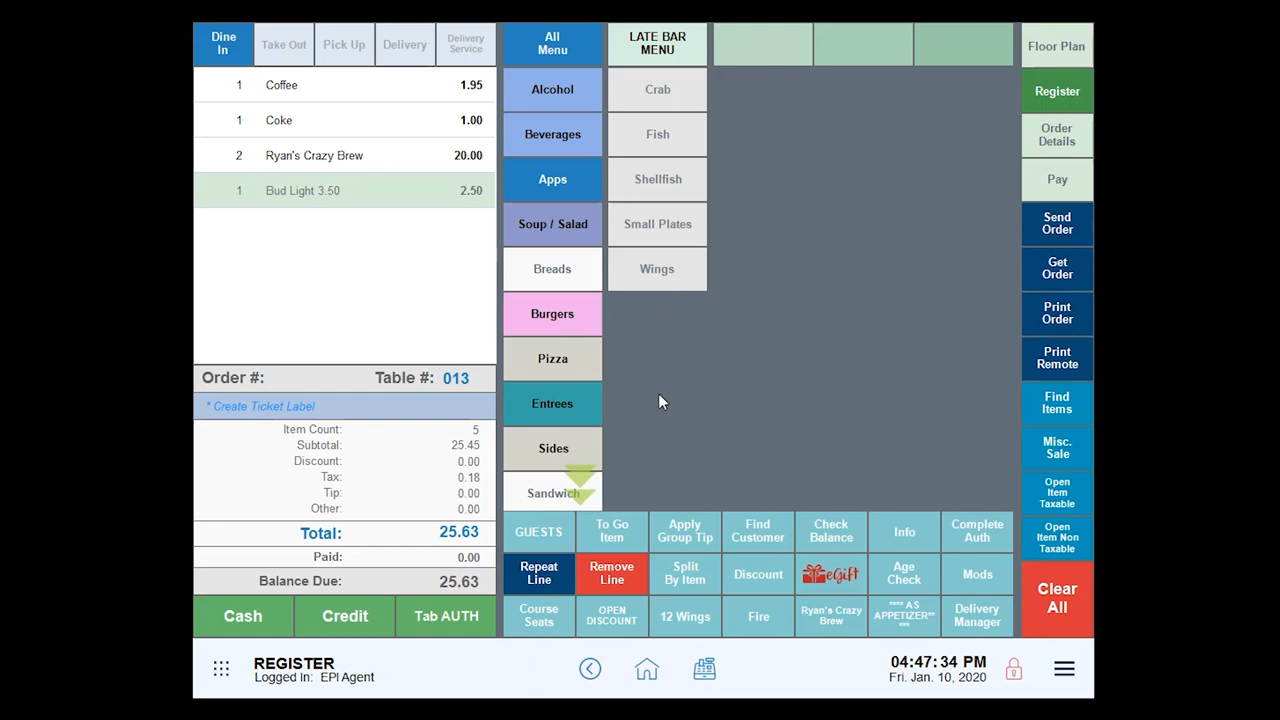 Dine
In
Take Out
Pick Up
Delivery
Delivery
Service
All
Menu
LATE BAR
MENU
Floor Plan
1 Coffee 1.95
1 Coke 1.00
2 Ryan's Crazy Brew 20.00
1 Bud Light 3.50 2.50
Alcohol
Beverages
Apps
Soup / Salad
Breads
Burgers
Pizza
Entrees
Sides
Sandwich
Crab
Fish
Shellfish
Small Plates
Wings
Register
Order
Details
Pay
Send
Order
Get
Order
Print
Order
Print
Remote
Find
Items
Misc.
Sale
Open
Item
Taxable
Open
Item Non
Taxable
Clear
All
Order #: Table #: 013
* Create Ticket Label
Item Count: 5
Subtotal: 25.45
Discount: 0.00
Tax: 0.18
Tip: 0.00
Other: 0.00
Total: 25.63
Paid: 0.00
Balance Due: 25.63
Cash
Credit
Tab AUTH
GUESTS
To Go
Item
Apply
Group Tip
Find
Customer
Check
Balance
Info
Complete
Auth
Repeat
Line
Remove
Line
Split
By Item
Discount
eGift
Age
Check
Mods
Course
Seats
OPEN
DISCOUNT
12 Wings
Fire
Ryan's Crazy
Brew
**** AS
APPETIZER**
***
Delivery
Manager
REGISTER
Logged In: EPI Agent
04:47:34 PM
Fri. Jan. 10, 2020